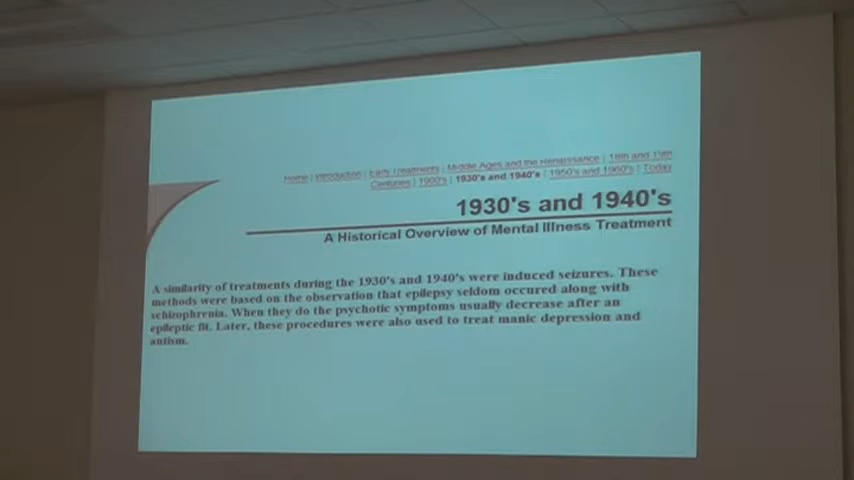 Home | Introduction | Early Treatments | Middle Ages and the Renaissance | 18th and 19th
Centuries | 1900's | 1930's and 1940's | 1950's and 1960's | Today
1930's and 1940's
A Historical Overview of Mental Illness Treatment
A similarity of treatments during the 1930's and 1940's were induced seizures. These
methods were based on the observation that epilepsy seldom occured along with
schizophrenia. When they do the psychotic symptoms usually decrease after an
epileptic fit. Later, these procedures were also used to treat manic depression and
autism.